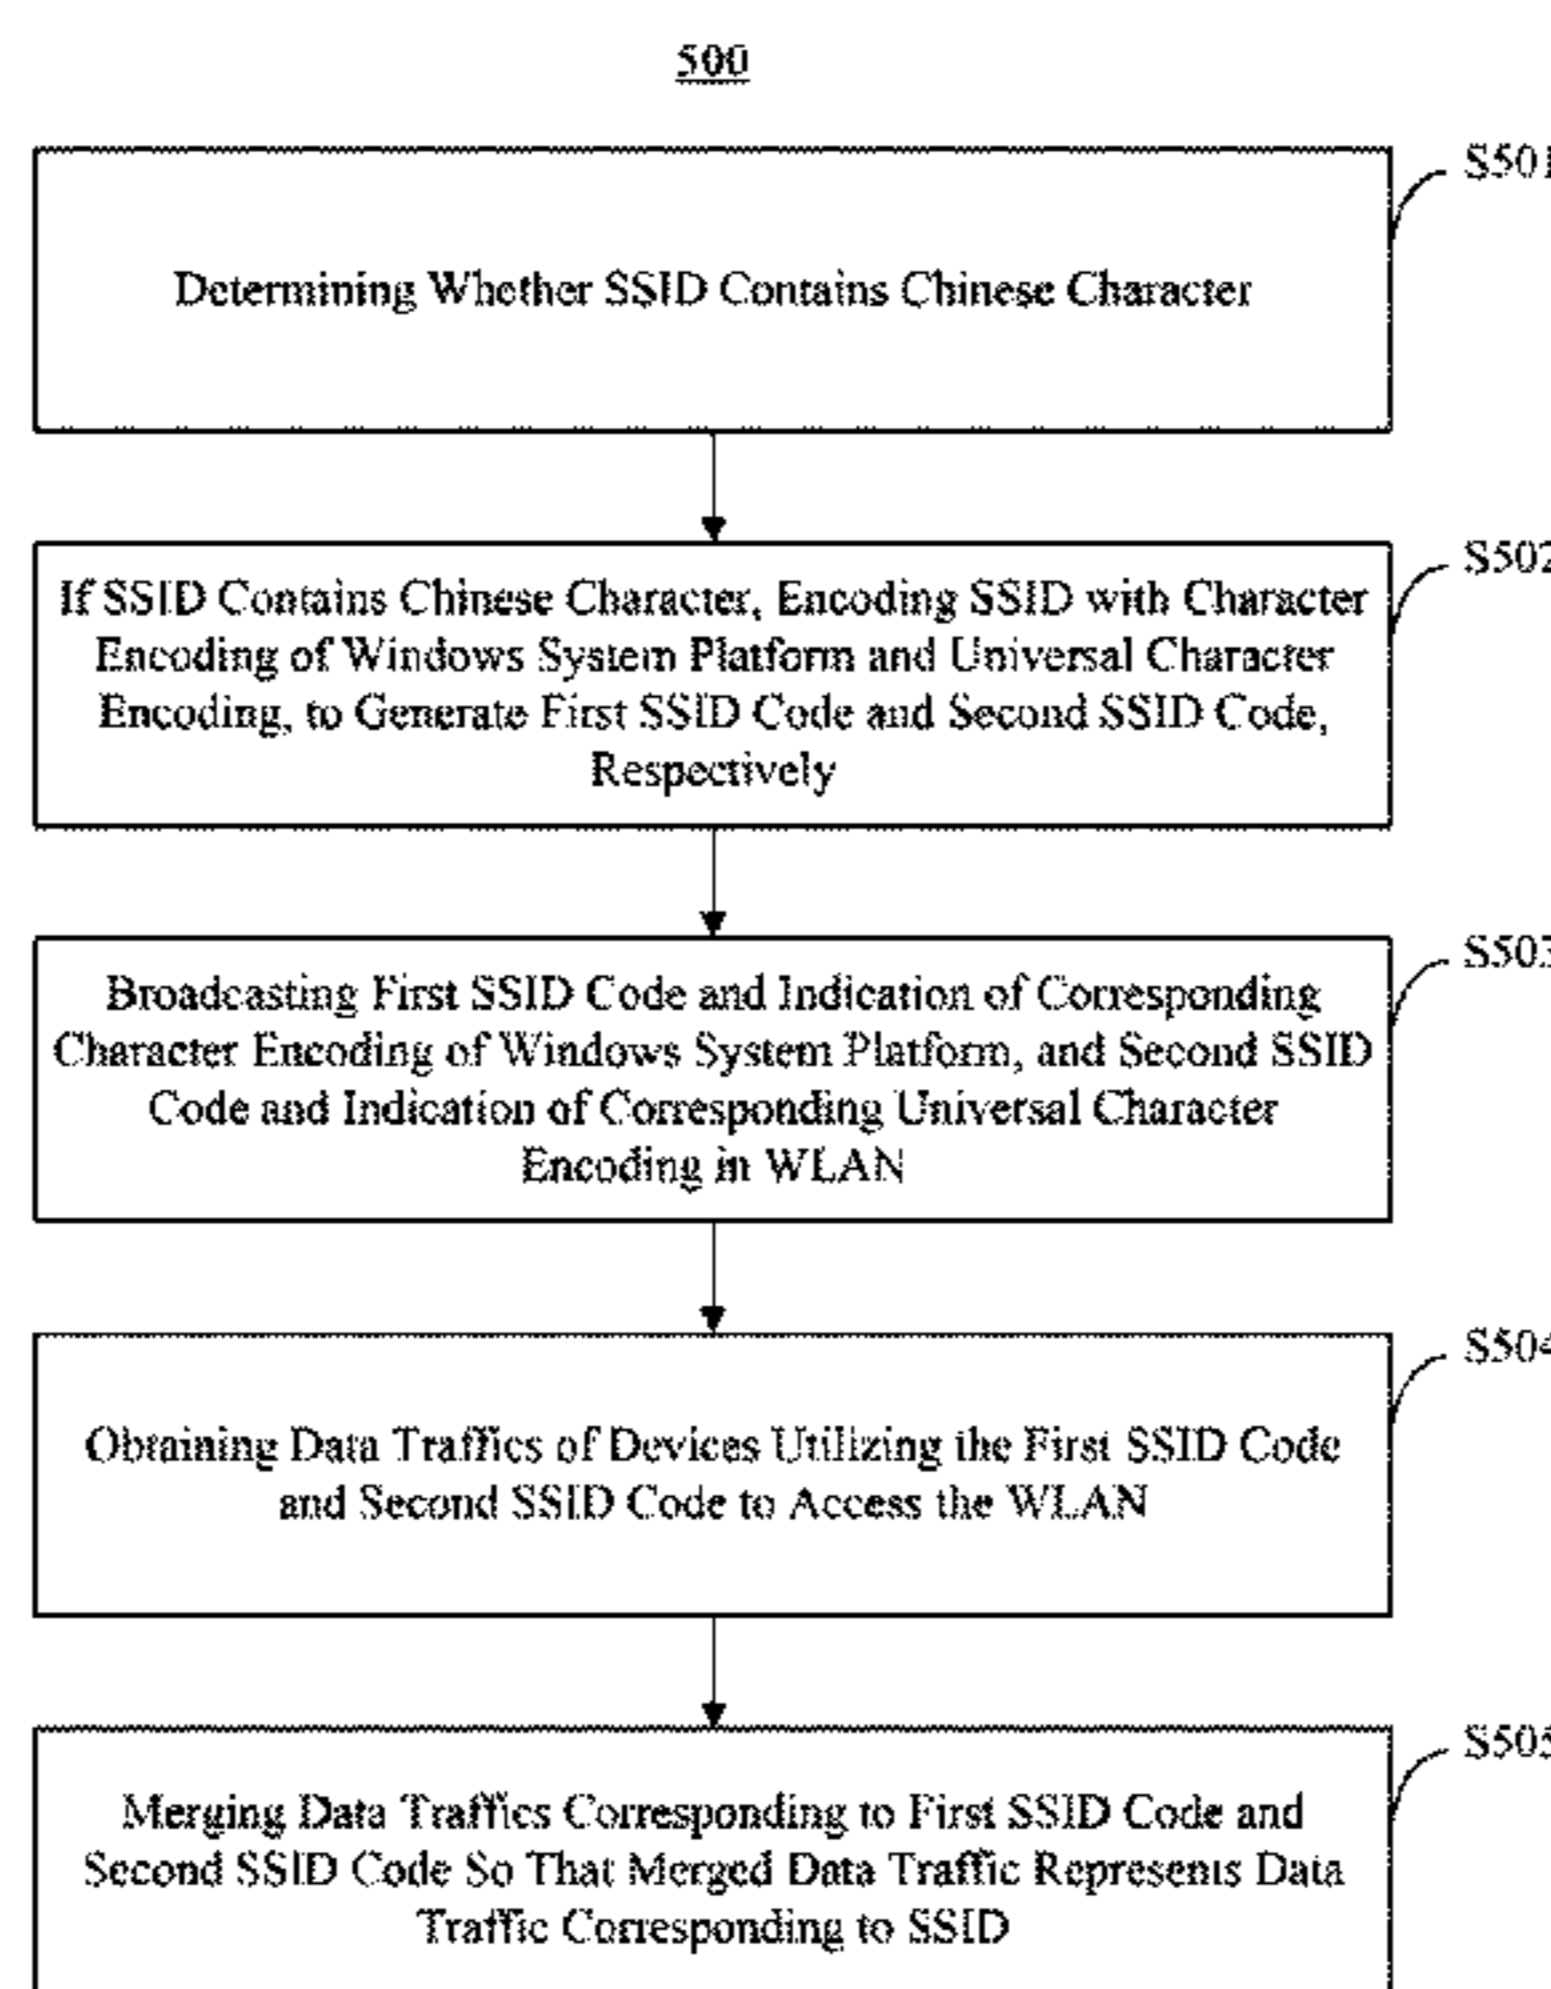 500
S501
Determining Whether SSID Contains Chinese Character
S502
If SSID Contains Chinese Character, Encoding SSID with Character
Encoding of Windows System Platform and Universal Character
Encoding, to Generate First SSID Code and Second SSID Code,
Respectively
S503
Broadcasting First SSID Code and Indication of Corresponding
Character Encoding of Windows System Platform, and Second SSID
Code and Indication of Corresponding Universal Character
Encoding in WLAN
S504
Obtaining Data Traffics of Devices Utilizing the First SSID Code
and Second SSID Code to Access the WLAN
S505
Merging Data Traffics Corresponding to First SSID Code and
Second SSID Code So That Merged Data Traffic Represents Data
Traffic Corresponding to SSID